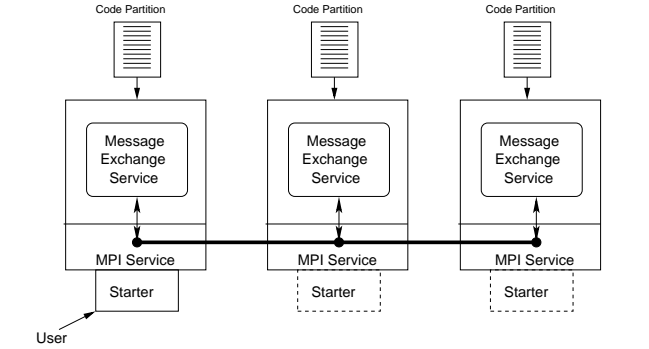 Code Partition
Code Partition
Code Partition
Message
Exchange
Service
Message
Exchange
Service
Message
Exchange
Service
MPI Service
MPI Service
MPI Service
Starter
Starter
Starter
User